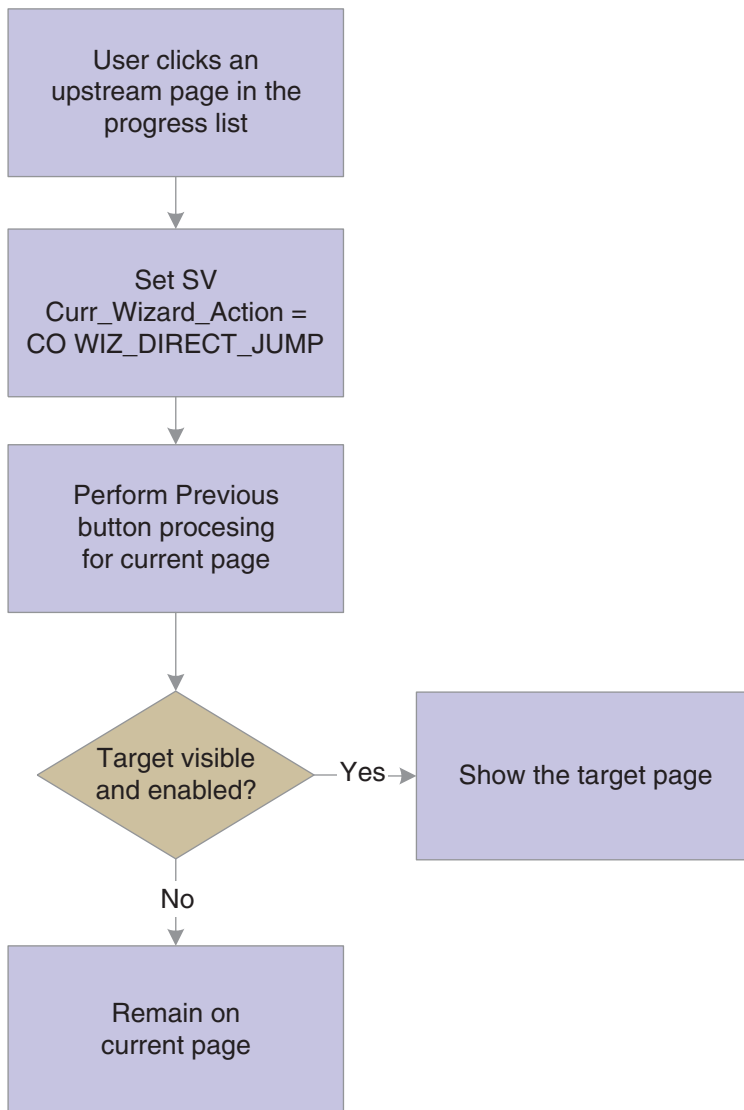 User clicks an
upstream page in the
progress list
Set SV
Curr_Wizard_Action =
CO WIZ_DIRECT_JUMP
Perform Previous
button procesing
for current page
Target visible
and enabled?
Yes
Show the target page
No
Remain on
current page